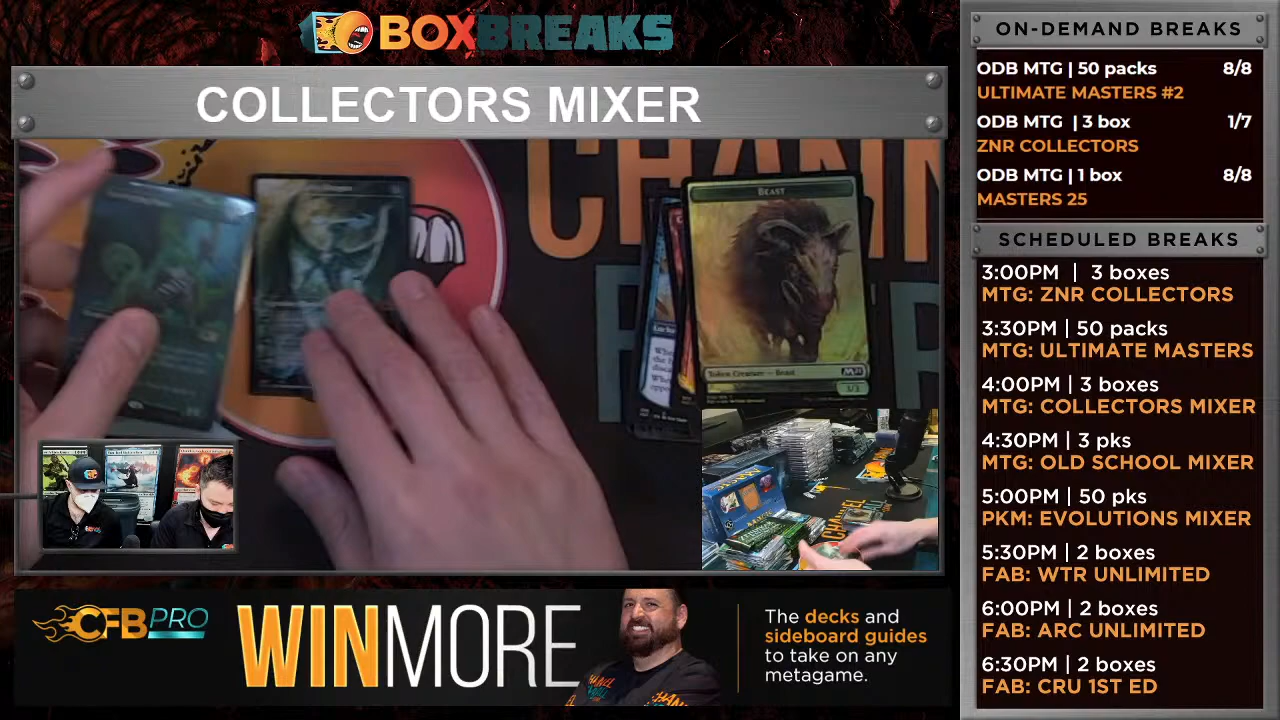 BOXBREAKS
COLLECTORS MIXER
BEAST
Token Creature — Beast
3/3
CHANN
CFBPRO
WINMORE
The decks and
sideboard guides
to take on any
metagame.
ON-DEMAND BREAKS
ODB MTG | 50 packs 8/8
ULTIMATE MASTERS #2
ODB MTG | 3 box 1/7
ZNR COLLECTORS
ODB MTG | 1 box 8/8
MASTERS 25
SCHEDULED BREAKS
3:00PM | 3 boxes
MTG: ZNR COLLECTORS
3:30PM | 50 packs
MTG: ULTIMATE MASTERS
4:00PM | 3 boxes
MTG: COLLECTORS MIXER
4:30PM | 3 pks
MTG: OLD SCHOOL MIXER
5:00PM | 50 pks
PKM: EVOLUTIONS MIXER
5:30PM | 2 boxes
FAB: WTR UNLIMITED
6:00PM | 2 boxes
FAB: ARC UNLIMITED
6:30PM | 2 boxes
FAB: CRU 1ST ED